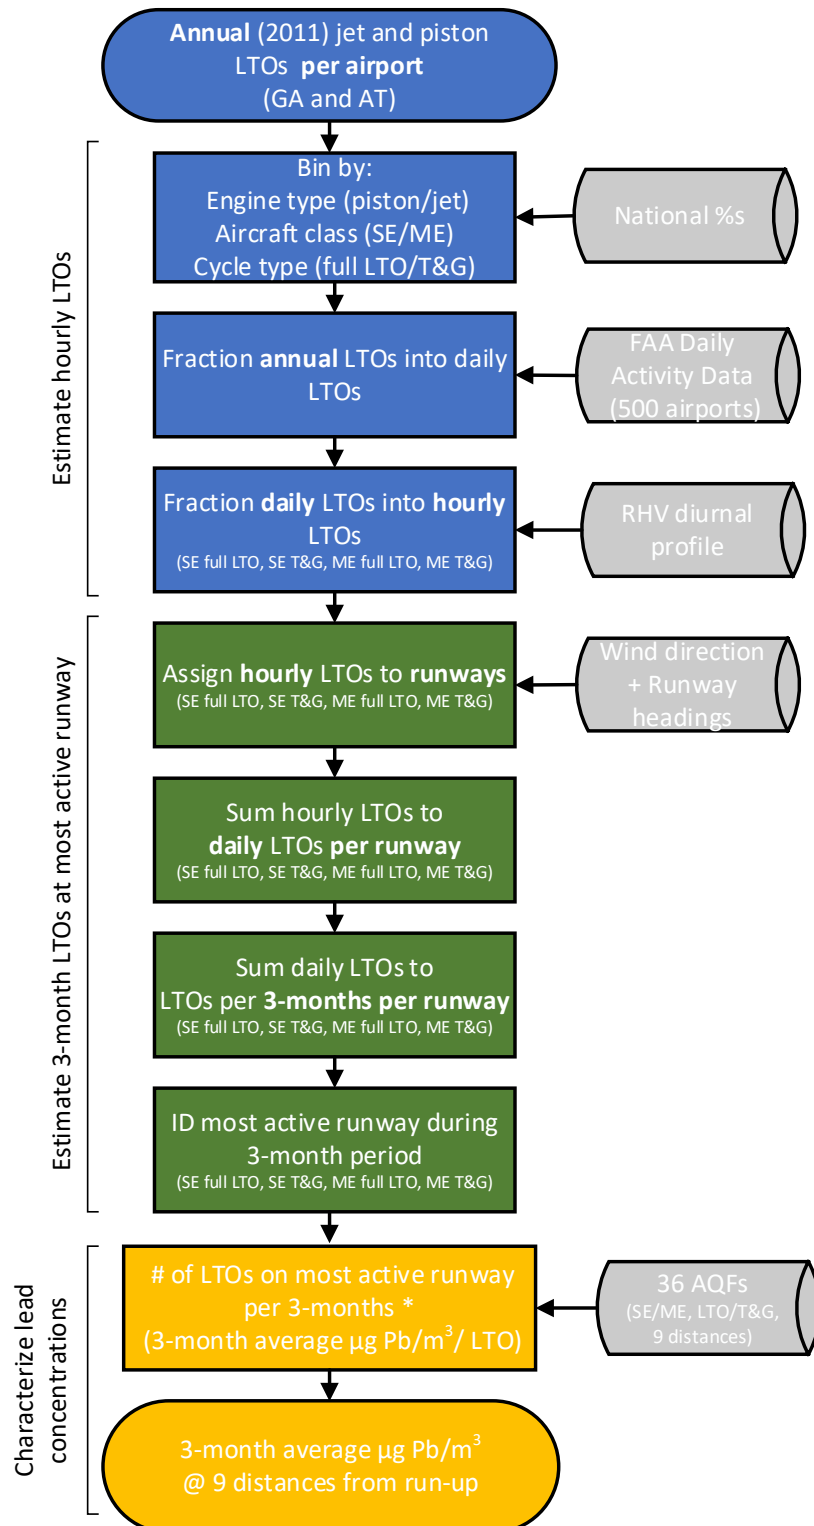 Annual (2011) jet and piston
LTOs per airport
(GA and AT)
Estimate hourly LTOs
Bin by:
Engine type (piston/jet)
Aircraft class (SE/ME)
Cycle type (full LTO/T&G)
National %s
Fraction annual LTOs into daily
LTOs
FAA Daily
Activity Data
(500 airports)
Fraction daily LTOs into hourly
LTOs
(SE full LTO, SE T&G, ME full LTO, ME T&G)
RHV diurnal
profile
Estimate 3-month LTOs at most active runway
Assign hourly LTOs to runways
(SE full LTO, SE T&G, ME full LTO, ME T&G)
Wind direction
+ Runway
headings
Sum hourly LTOs to
daily LTOs per runway
(SE full LTO, SE T&G, ME full LTO, ME T&G)
Sum daily LTOs to
LTOs per 3-months per runway
(SE full LTO, SE T&G, ME full LTO, ME T&G)
ID most active runway during
3-month period
(SE full LTO, SE T&G, ME full LTO, ME T&G)
Characterize lead
concentrations
# of LTOs on most active runway
per 3-months *
(3-month average µg Pb/m³/ LTO)
36 AQFs
(SE/ME, LTO/T&G,
9 distances)
3-month average µg Pb/m³
@ 9 distances from run-up